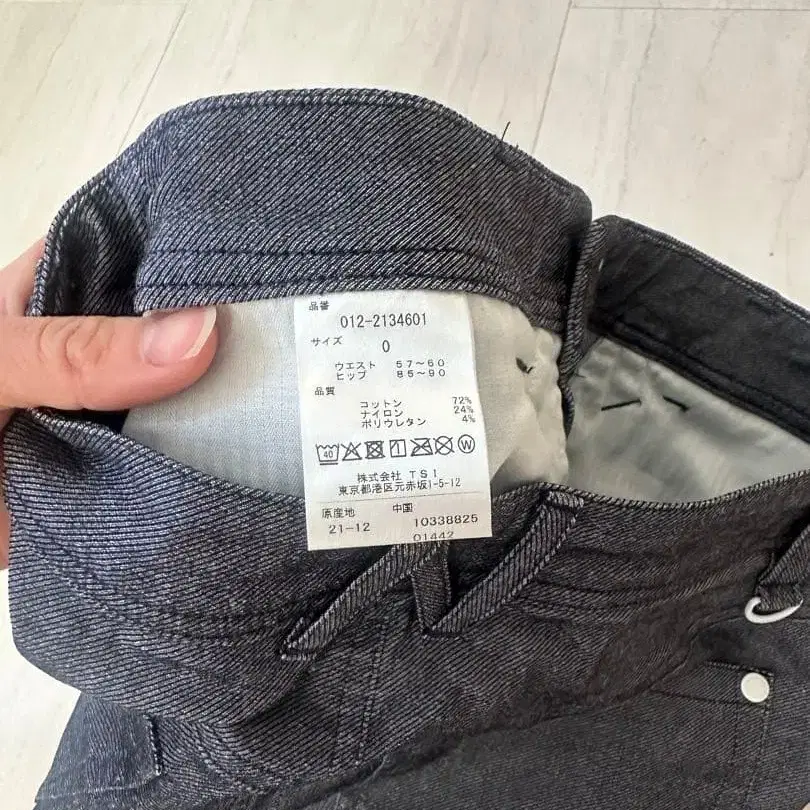 品番
012-2134601
サイズ
0
ウエスト 57～60
ヒップ 85～90
品質
コットン 72%
ナイロン 24%
ポリウレタン 4%
40 W
株式会社 TSI
東京都港区元赤坂1-5-12
原産地 中国
21-12 10338825
01442